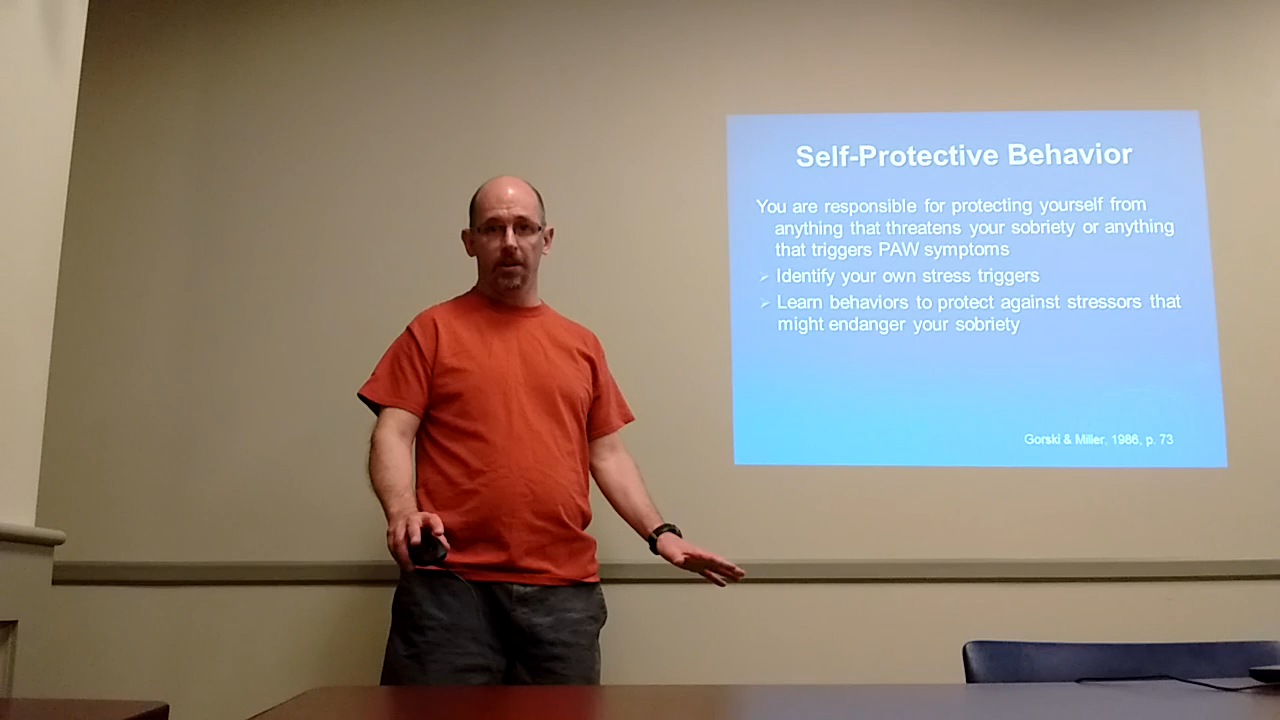 Self-Protective Behavior
You are responsible for protecting yourself from
anything that threatens your sobriety or anything
that triggers PAW symptoms
➢ Identify your own stress triggers
➢ Learn behaviors to protect against stressors that
might endanger your sobriety
Gorski & Miller, 1986, p. 73